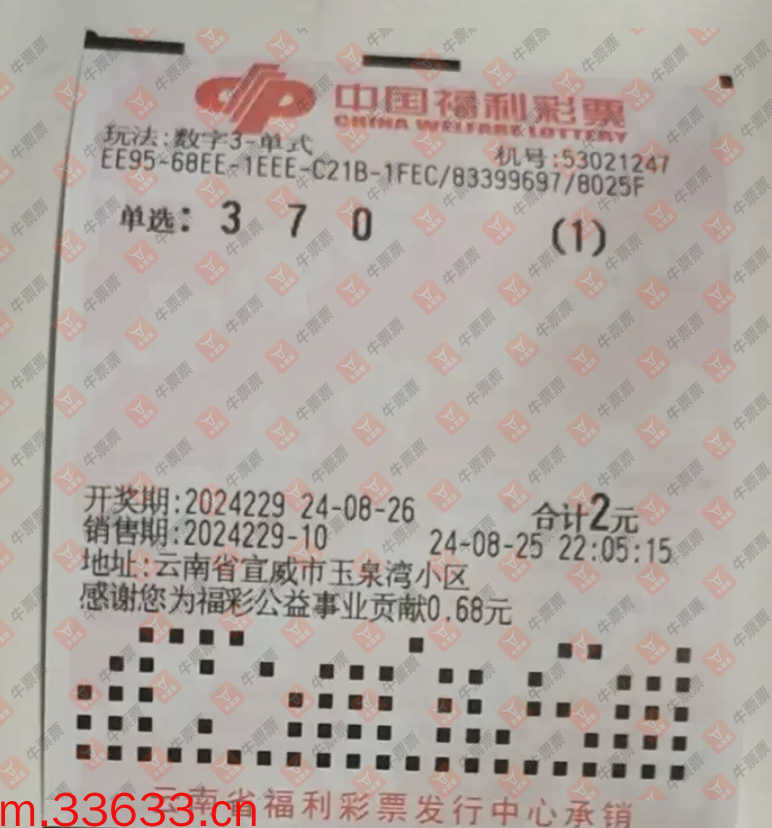 中国福利彩票
CHINA WELFARE LOTTERY
玩法:数字3-单式
机号:53021247
EE95-68EE-1EEE-C21B-1FEC/83399697/8025F
单选: 3 7 0 (1)
开奖期:2024229 24-08-26 合计2元
销售期:2024229-10 24-08-25 22:05:15
地址:云南省宣威市玉泉湾小区
感谢您为福彩公益事业贡献0.68元
云南省福利彩票发行中心承销
m.33633.cn
牛票票